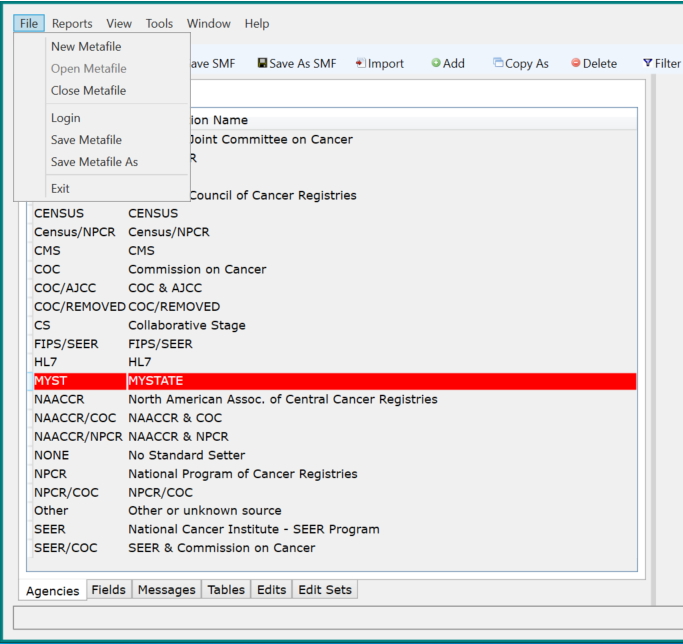 File Reports View Tools Window Help
New Metafile
Open Metafile
Close Metafile
Login
Save Metafile
Save Metafile As
Exit
ave SMF Save As SMF Import Add Copy As Delete Filter
ion Name
Joint Committee on Cancer
R
Council of Cancer Registries
CENSUS CENSUS
Census/NPCR Census/NPCR
CMS CMS
COC Commission on Cancer
COC/AJCC COC & AJCC
COC/REMOVED COC/REMOVED
CS Collaborative Stage
FIPS/SEER FIPS/SEER
HL7 HL7
MYST MYSTATE
NAACCR North American Assoc. of Central Cancer Registries
NAACCR/COC NAACCR & COC
NAACCR/NPCR NAACCR & NPCR
NONE No Standard Setter
NPCR National Program of Cancer Registries
NPCR/COC NPCR/COC
Other Other or unknown source
SEER National Cancer Institute - SEER Program
SEER/COC SEER & Commission on Cancer
Agencies Fields Messages Tables Edits Edit Sets